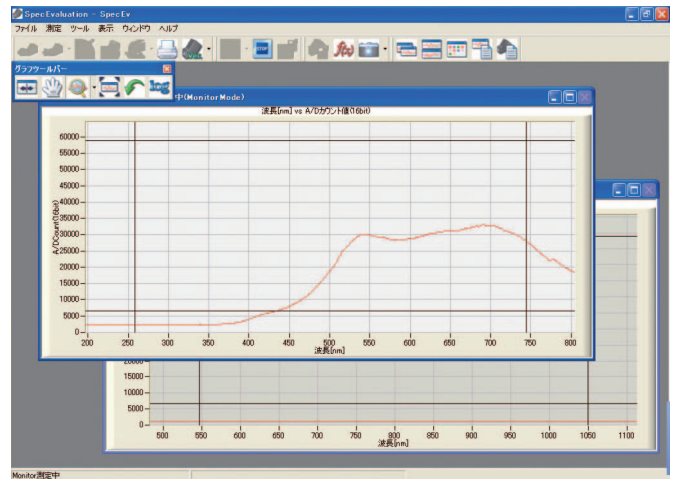 SpecEvaluation - SpecEv
ファイル 測定 ツール 表示 ウィンドウ ヘルプ
STOP
グラフツールバー
中(MonitorMode)
波長[nm] vs A/Dカウント値(16bit)
A/DCount(16bit)
60000
55000
50000
45000
40000
35000
30000
25000
20000
15000
10000
5000
0
200 250 300 350 400 450 500 550 600 650 700 750 800
波長[nm]
20000
15000
10000
5000
0
500 550 600 650 700 750 800 850 900 950 1000 1050 1100
波長[nm]
Monitor測定中